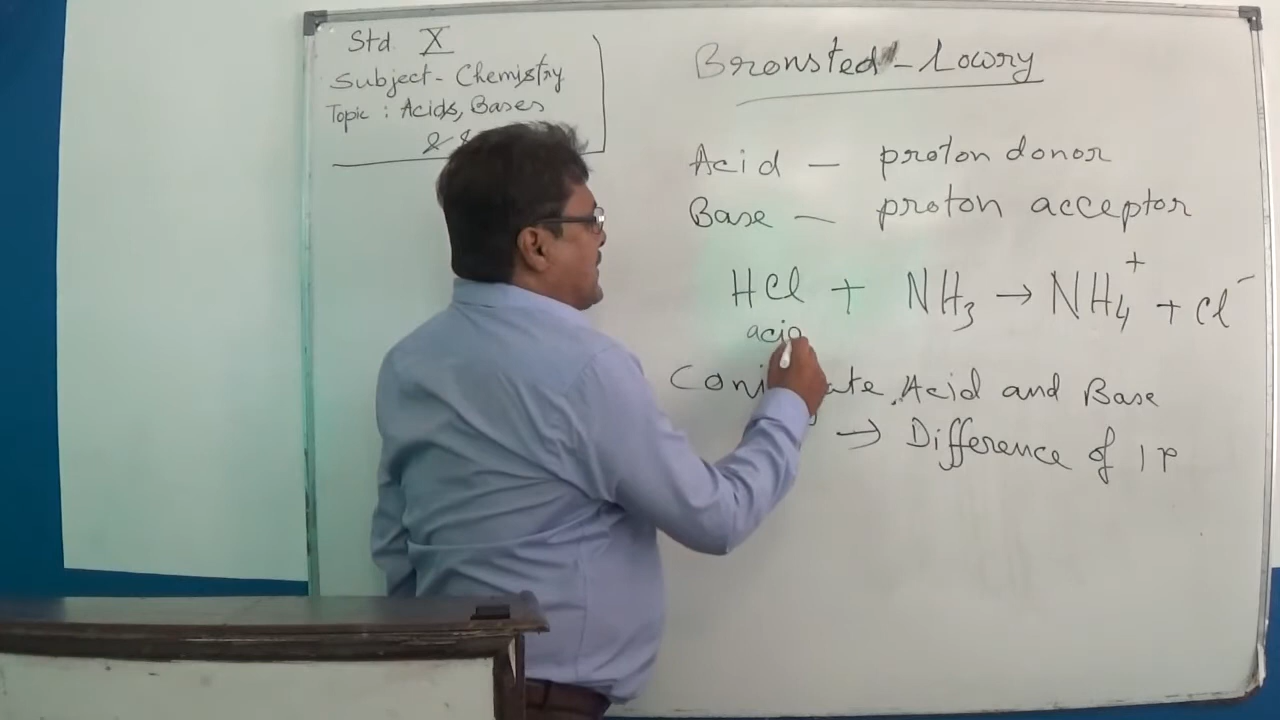 Std X
Subject - Chemistry
Topic : Acids, Bases
&
Bronsted - Lowry
Acid — proton donor
Base — proton acceptor
HCl + NH₃ → NH₄⁺ + Cl⁻
Acid and Base
→ Difference of 1 P